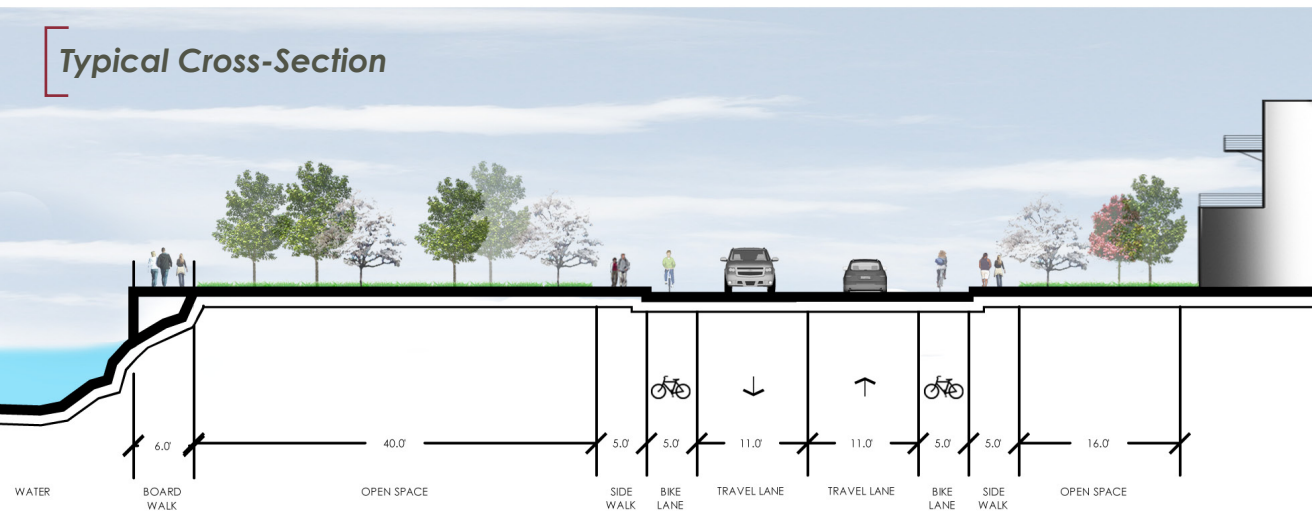 Typical Cross-Section
6.0'
40.0'
5.0'
5.0'
11.0'
11.0'
5.0'
5.0'
16.0'
WATER
BOARD
WALK
OPEN SPACE
SIDE
WALK
BIKE
LANE
TRAVEL LANE
TRAVEL LANE
BIKE
LANE
SIDE
WALK
OPEN SPACE